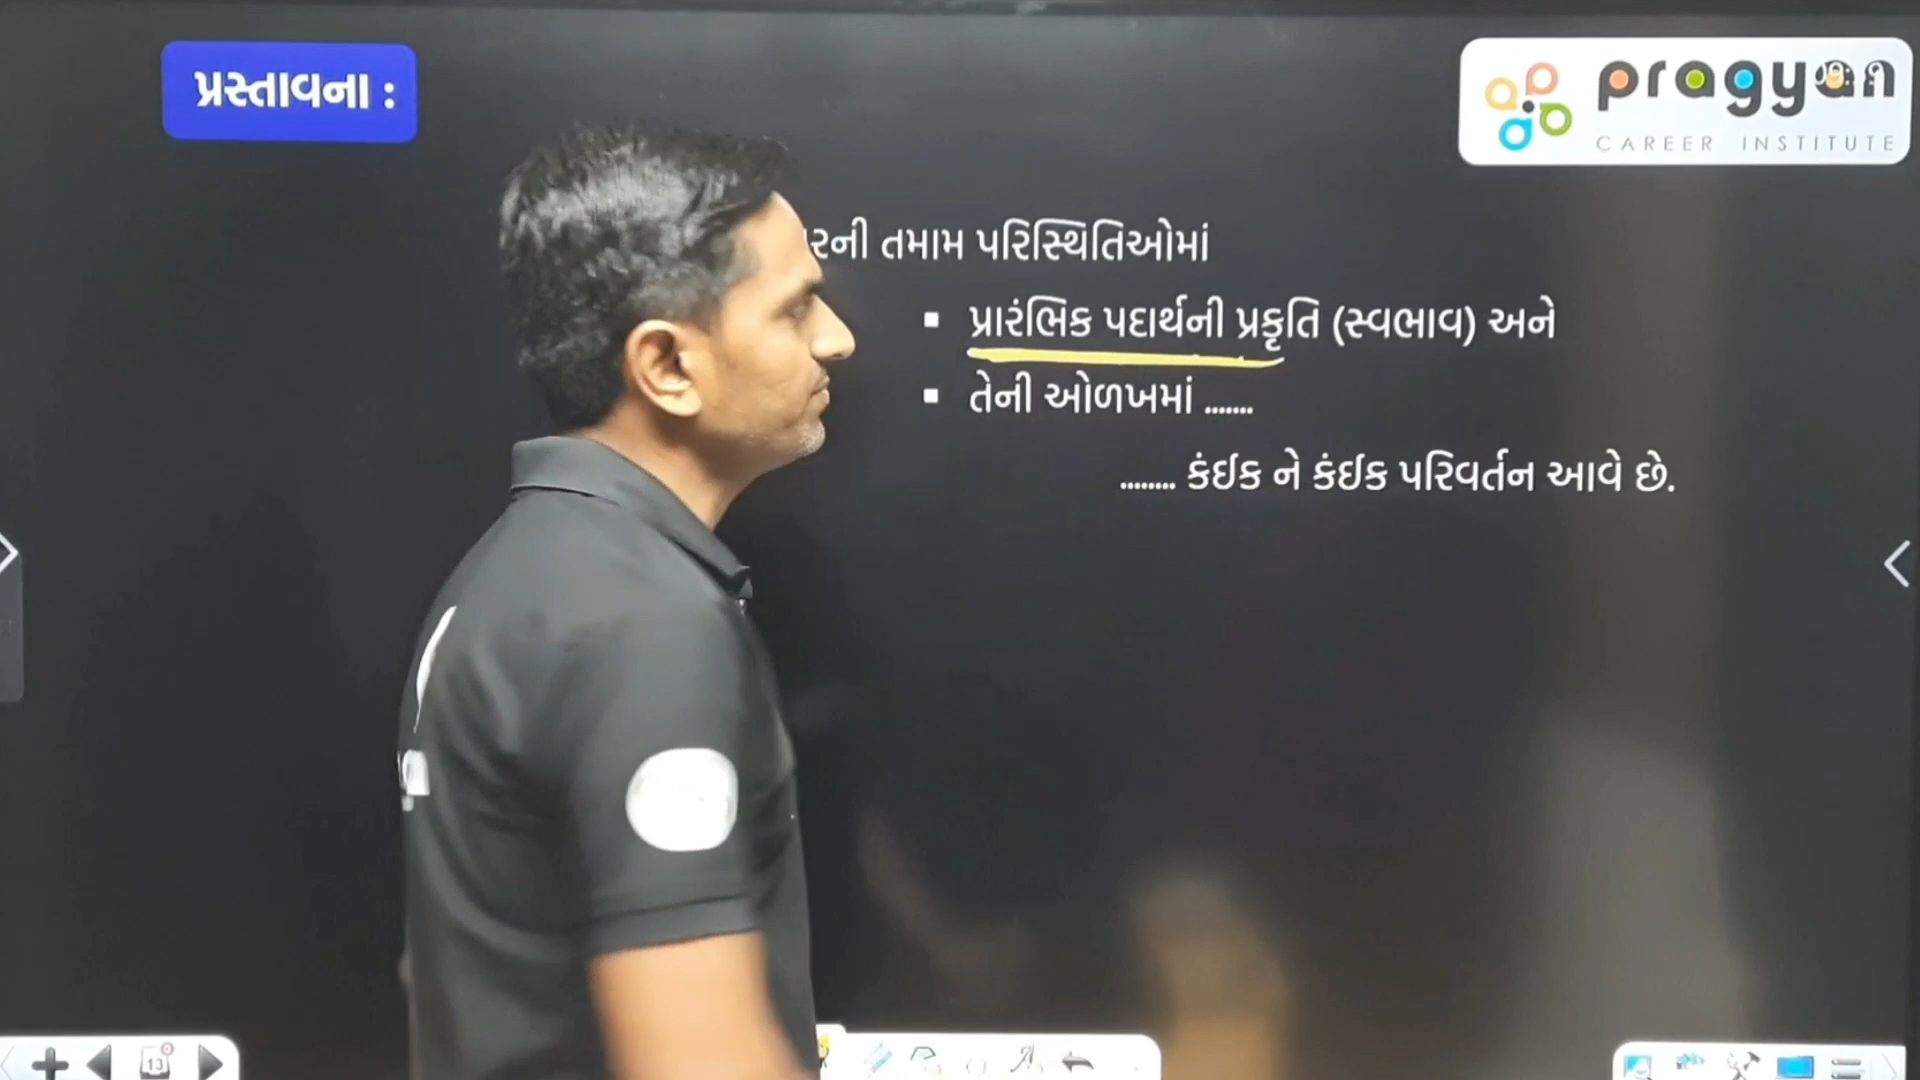 પ્રસ્તાવના :
pragyan
CAREER INSTITUTE
તમામ પરિસ્થિતિઓમાં
▪ પ્રારંભિક પદાર્થની પ્રકૃતિ (સ્વભાવ) અને
▪ તેની ઓળખમાં .......
........ કંઈક ને કંઈક પરિવર્તન આવે છે.
13